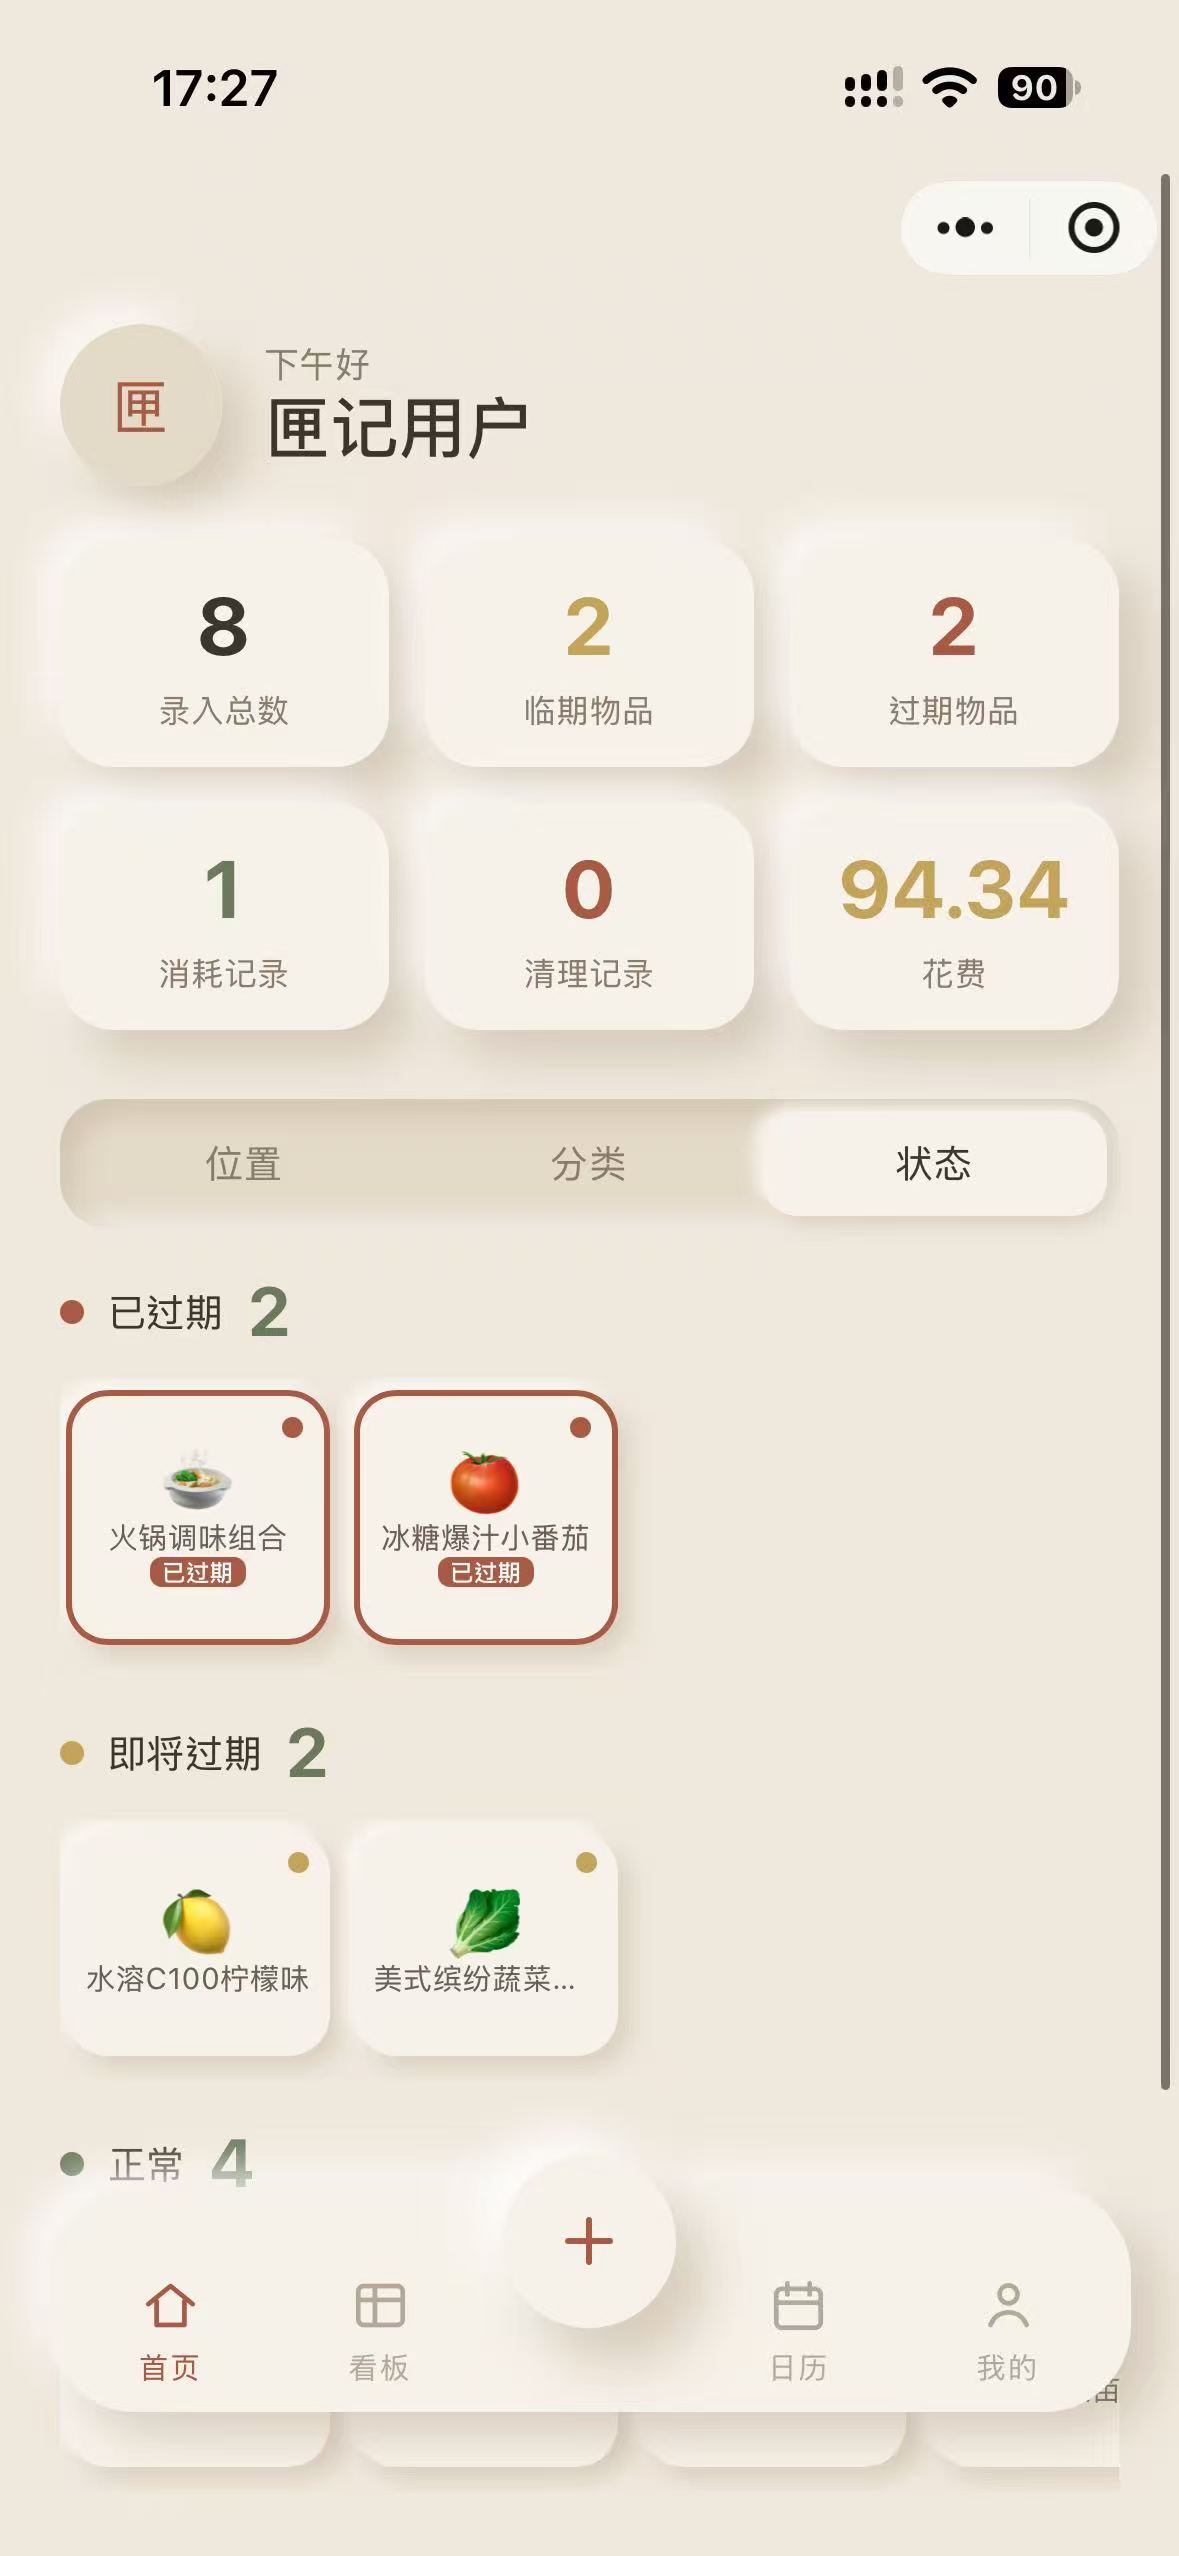 17:27
90
匣
下午好
匣记用户
8
2
2
录入总数
临期物品
过期物品
1
0
94.34
消耗记录
清理记录
花费
位置
分类
状态
已过期 2
火锅调味组合
冰糖爆汁小番茄
已过期
已过期
即将过期 2
水溶C100柠檬味
美式缤纷蔬菜...
正常 4
首页
看板
日历
我的